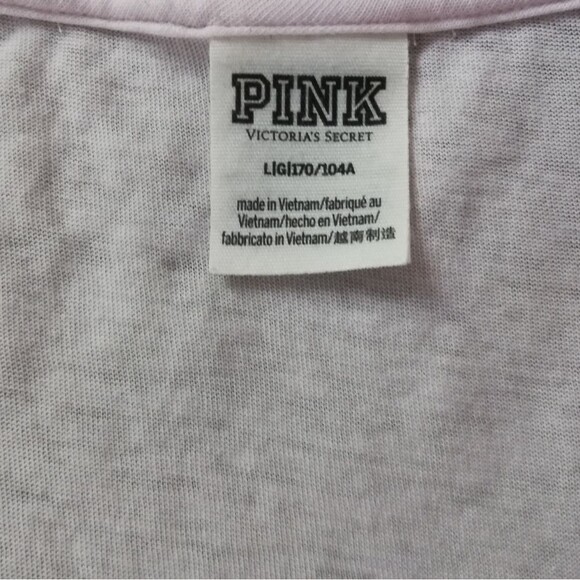 PINK
VICTORIA'S SECRET
L|G|170/104A
made in Vietnam/fabriqué au
Vietnam/hecho en Vietnam/
fabbricato in Vietnam/越南制造